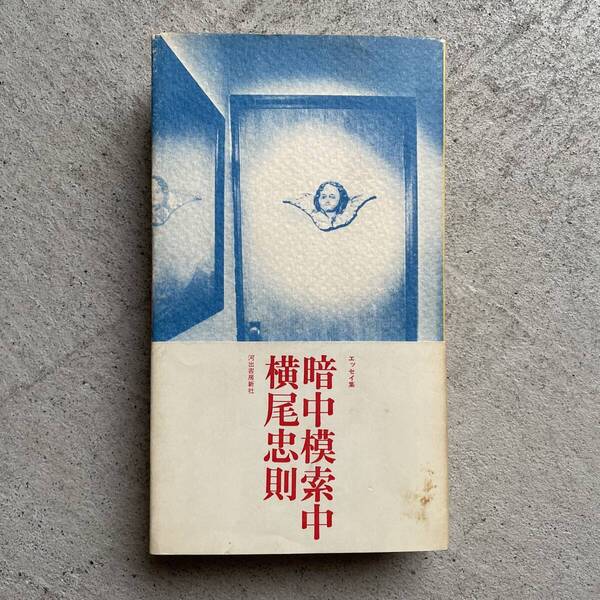 エッセイ集
暗中模索中
横尾忠則
河出書房新社